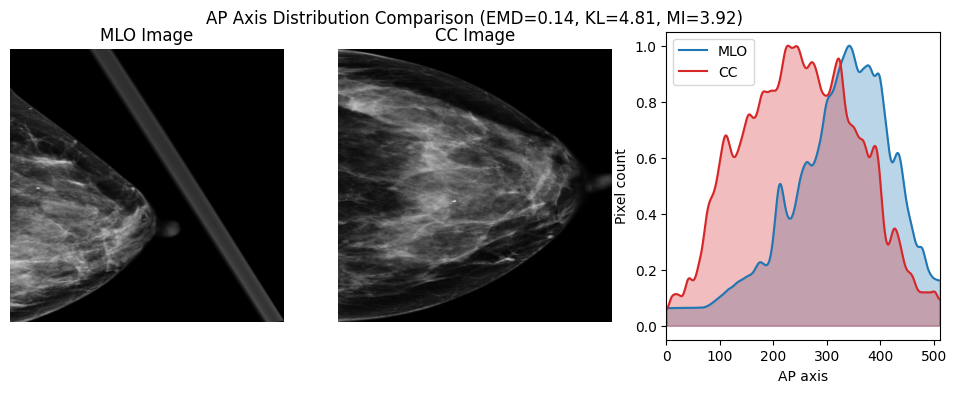 AP Axis Distribution Comparison (EMD=0.14, KL=4.81, MI=3.92)
MLO Image
CC Image
MLO
CC
1.0
0.8
0.6
0.4
0.2
0.0
Pixel count
0 100 200 300 400 500
AP axis